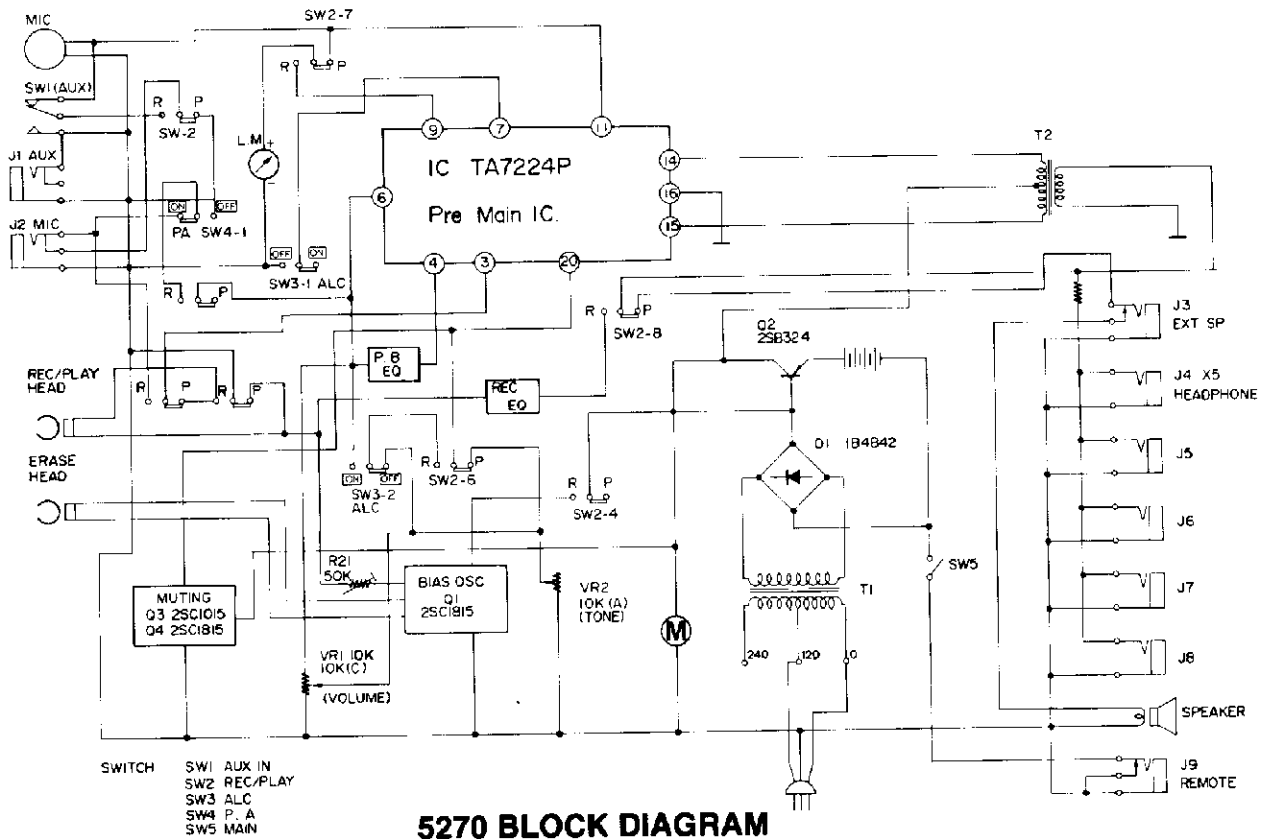 MIC
SW2-7
R P
SW1(AUX)
R P
SW-2
L.M +
-
J1 AUX
ON OFF
PA SW4-1
J2 MIC
9 7 11
IC TA7224P
Pre Main IC.
6
14
16
15
4 3 20
T2
OFF ON
SW3-1 ALC
R P
R P
SW2-8
J3
EXT SP
Q2
2SB324
P.B
EQ
REC
EQ
J4 X5
HEADPHONE
REC/PLAY
HEAD
R P R P
D1 1B4B42
J5
ERASE
HEAD
ON OFF
SW3-2
ALC
R P
SW2-6
R P
SW2-4
J6
SW5
R21
50K
BIAS OSC
Q1
2SC1815
VR2
10K(A)
(TONE)
T1
J7
MUTING
Q3 2SC1015
Q4 2SC1815
M
J8
VR1 10K
10K(C)
(VOLUME)
240 120 0
SPEAKER
J9
REMOTE
SWITCH SW1 AUX IN
SW2 REC/PLAY
SW3 ALC
SW4 P.A
SW5 MAIN
5270 BLOCK DIAGRAM